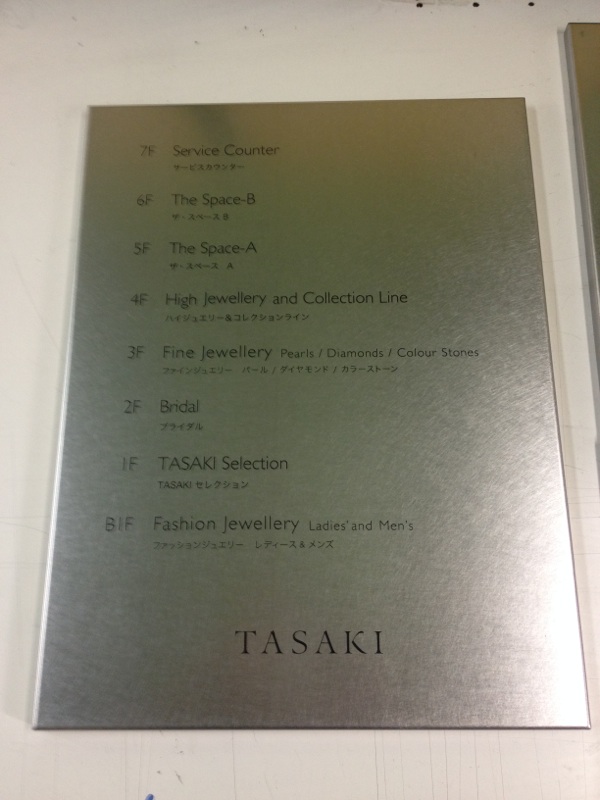 7F Service Counter
サービスカウンター
6F The Space-B
ザ・スペース B
5F The Space-A
ザ・スペース A
4F High Jewellery and Collection Line
ハイジュエリー&コレクションライン
3F Fine Jewellery Pearls / Diamonds / Colour Stones
ファインジュエリー パール / ダイヤモンド / カラーストーン
2F Bridal
ブライダル
1F TASAKI Selection
TASAKI セレクション
B1F Fashion Jewellery Ladies' and Men's
ファッションジュエリー レディース & メンズ
TASAKI